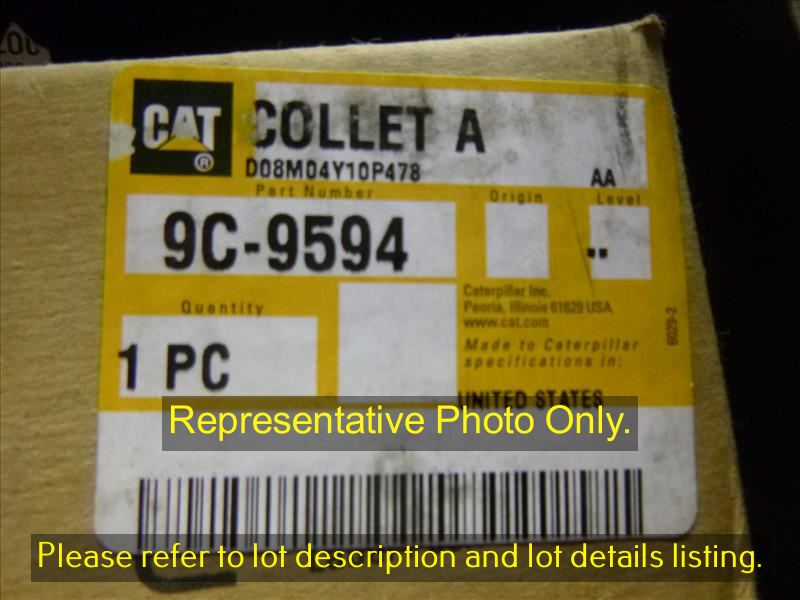 CAT
®
COLLET A
D08M04Y10P478
AA
Part Number
Origin
Level
9C-9594
Quantity
1 PC
Caterpillar Inc.
Peoria, Illinois 61629 USA
www.cat.com
Made to Caterpillar
specifications in:
UNITED STATES
6029-2
Representative Photo Only.
Please refer to lot description and lot details listing.